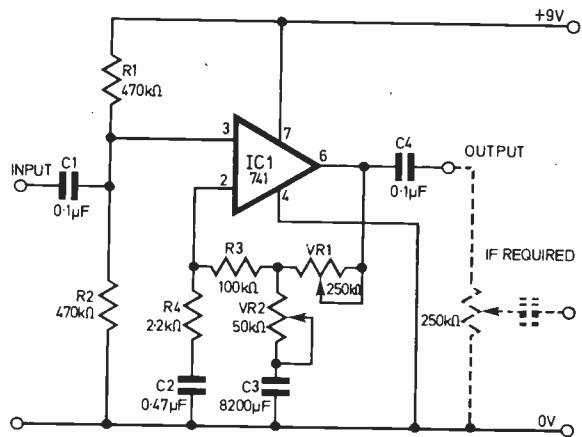 +9V
R1
470kΩ
3
7
INPUT
C1
0·1µF
IC1
741
6
C4
0·1µF
OUTPUT
2
4
R3
100kΩ
VR1
250kΩ
IF REQUIRED
R2
470kΩ
R4
2·2kΩ
VR2
50kΩ
250kΩ
C2
0·47µF
C3
8200µF
0V